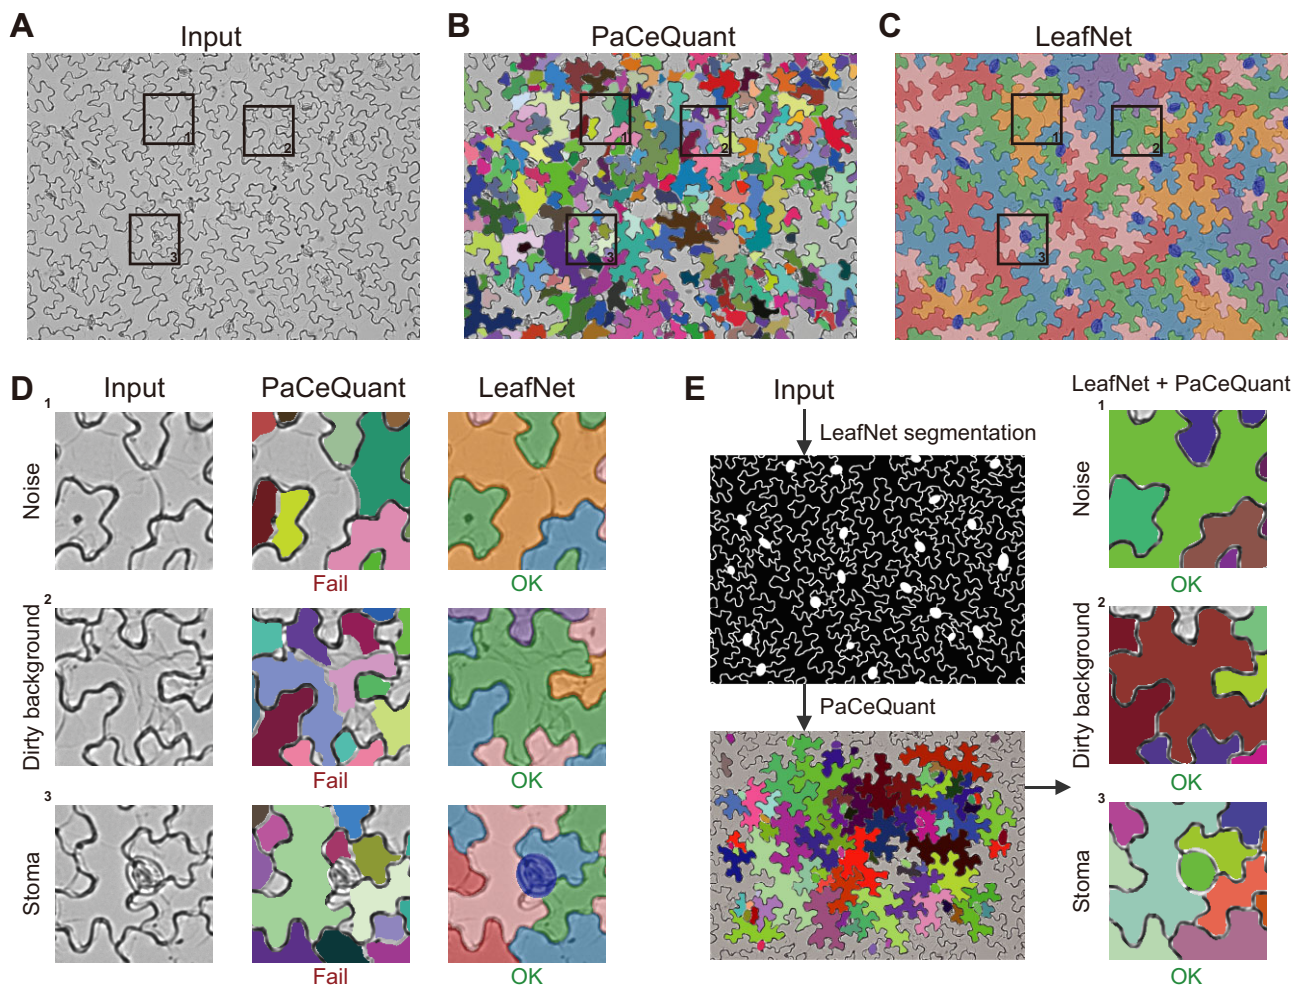 A
Input
B
PaCeQuant
C
LeafNet
1
2
3
1
2
3
1
2
3
D
Input
PaCeQuant
LeafNet
1
Noise
Fail
OK
2
Dirty background
Fail
OK
3
Stoma
Fail
OK
E
Input
LeafNet segmentation
PaCeQuant
LeafNet + PaCeQuant
1
Noise
OK
2
Dirty background
OK
3
Stoma
OK